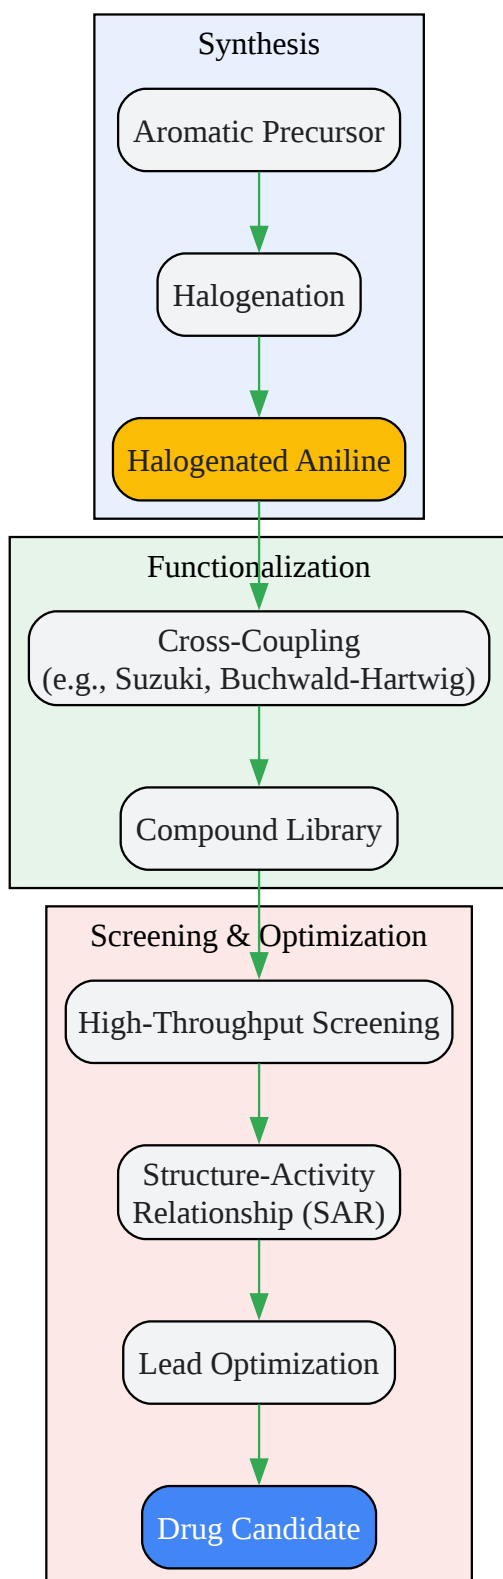 Synthesis
Aromatic Precursor
Halogenation
Halogenated Aniline
Functionalization
Cross-Coupling
(e.g., Suzuki, Buchwald-Hartwig)
Compound Library
Screening & Optimization
High-Throughput Screening
Structure-Activity
Relationship (SAR)
Lead Optimization
Drug Candidate